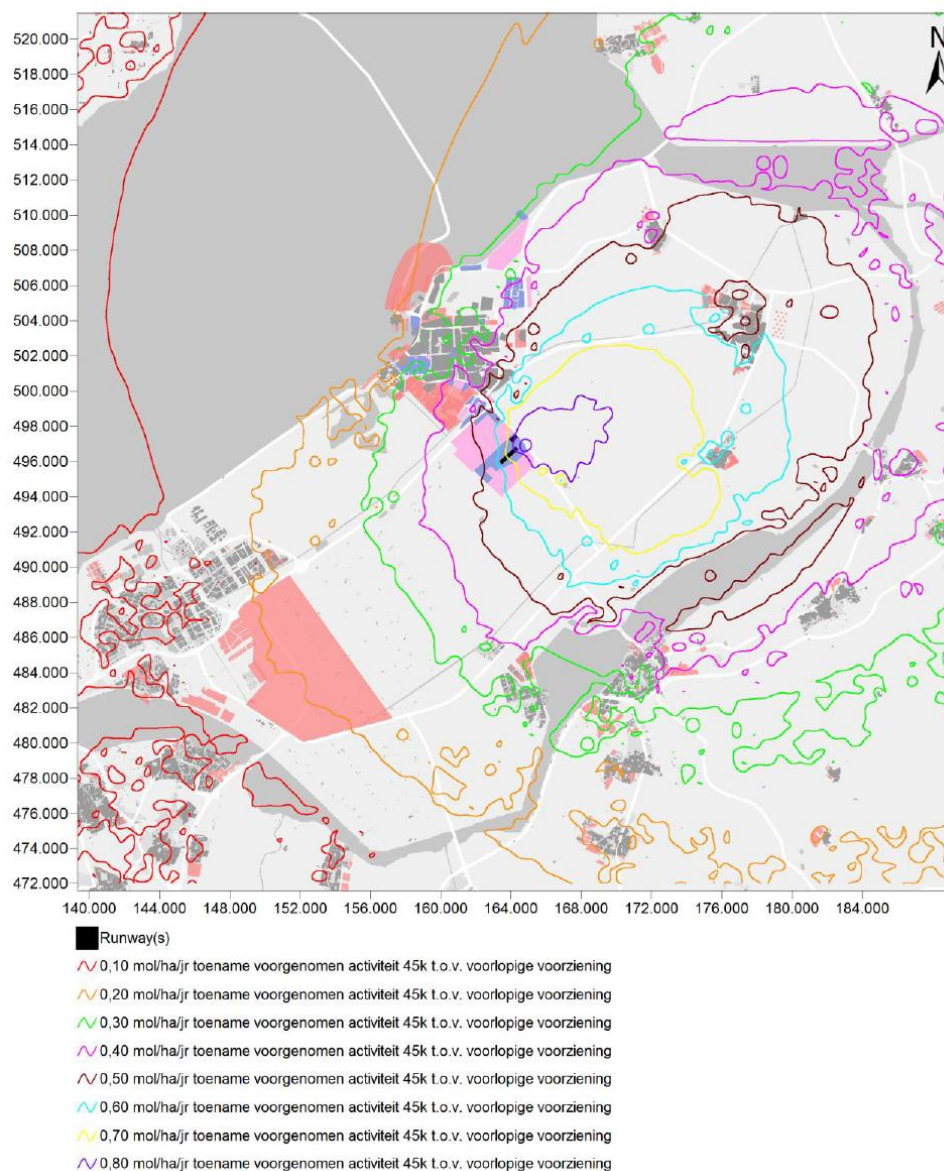 N
520.000
518.000
516.000
514.000
512.000
510.000
508.000
506.000
504.000
502.000
500.000
498.000
496.000
494.000
492.000
490.000
488.000
486.000
484.000
482.000
480.000
478.000
476.000
474.000
472.000
140.000 144.000 148.000 152.000 156.000 160.000 164.000 168.000 172.000 176.000 180.000 184.000
Runway(s)
0,10 mol/ha/jr toename voorgenomen activiteit 45k t.o.v. voorlopige voorziening
0,20 mol/ha/jr toename voorgenomen activiteit 45k t.o.v. voorlopige voorziening
0,30 mol/ha/jr toename voorgenomen activiteit 45k t.o.v. voorlopige voorziening
0,40 mol/ha/jr toename voorgenomen activiteit 45k t.o.v. voorlopige voorziening
0,50 mol/ha/jr toename voorgenomen activiteit 45k t.o.v. voorlopige voorziening
0,60 mol/ha/jr toename voorgenomen activiteit 45k t.o.v. voorlopige voorziening
0,70 mol/ha/jr toename voorgenomen activiteit 45k t.o.v. voorlopige voorziening
0,80 mol/ha/jr toename voorgenomen activiteit 45k t.o.v. voorlopige voorziening